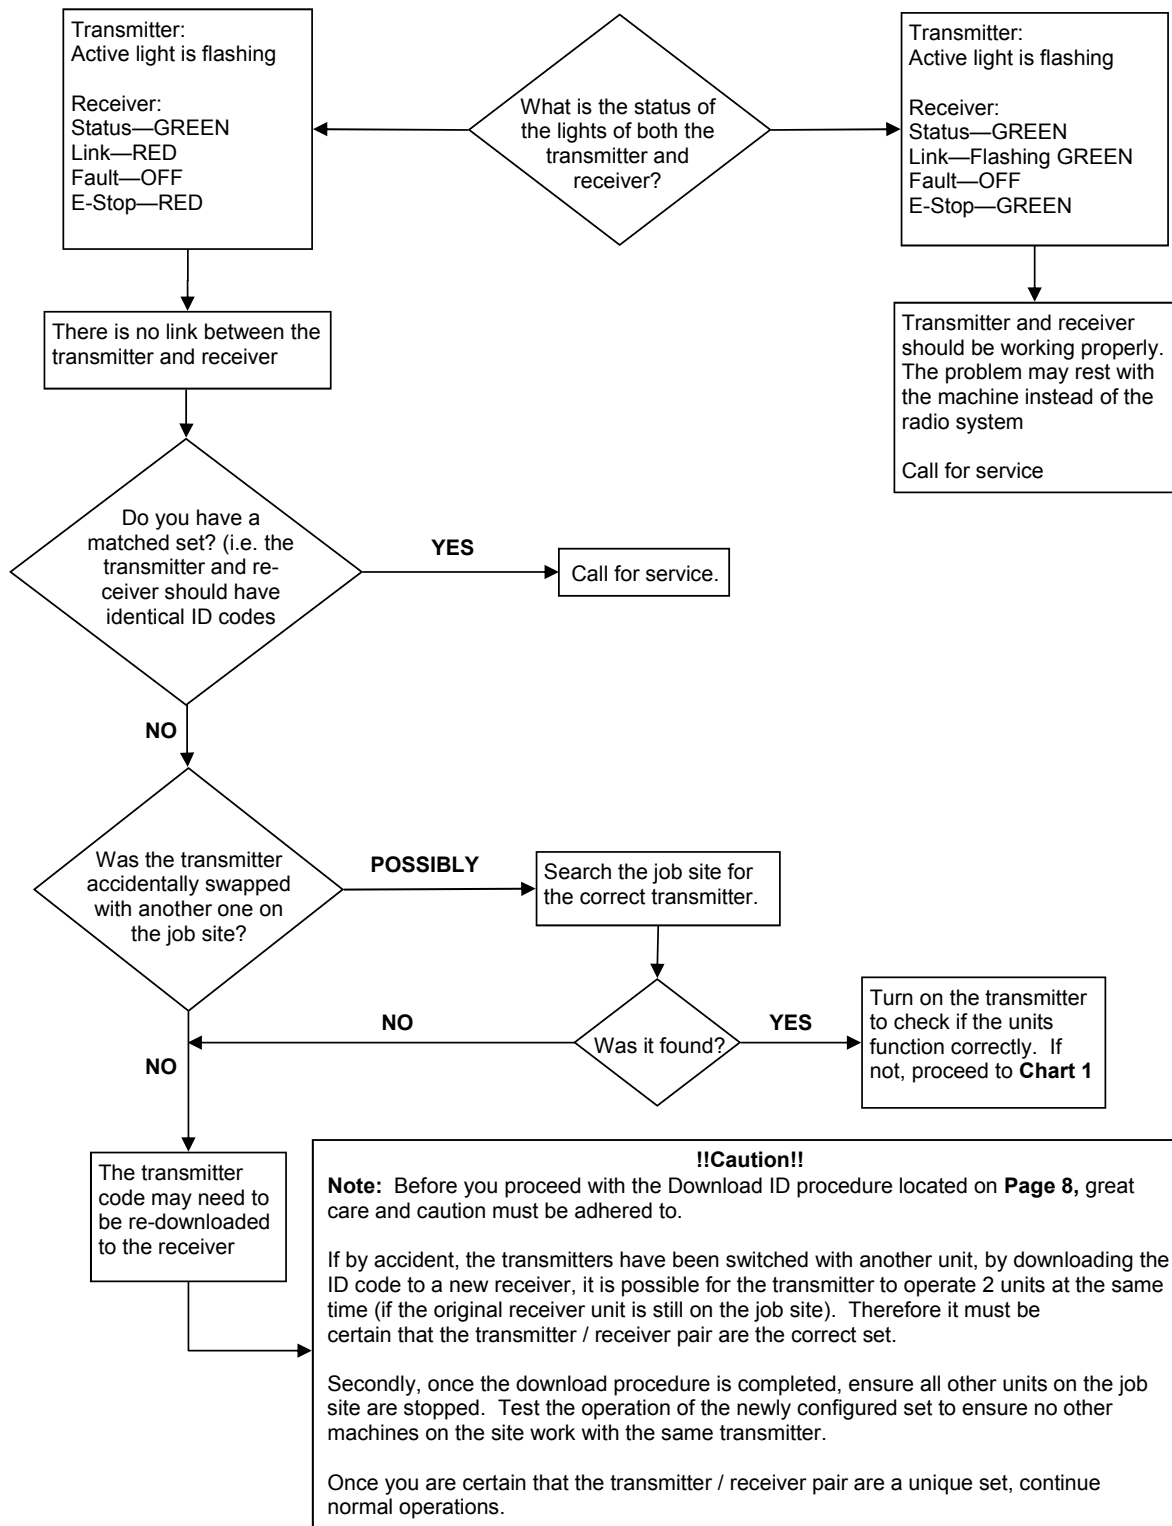 Transmitter:
Active light is flashing
Receiver:
Status—GREEN
Link—RED
Fault—OFF
E-Stop—RED
What is the status of
the lights of both the
transmitter and
receiver?
Transmitter:
Active light is flashing
Receiver:
Status—GREEN
Link—Flashing GREEN
Fault—OFF
E-Stop—GREEN
There is no link between the
transmitter and receiver
Transmitter and receiver
should be working properly.
The problem may rest with
the machine instead of the
radio system
Call for service
Do you have a
matched set? (i.e. the
transmitter and re-
ceiver should have
identical ID codes
YES
Call for service.
NO
Was the transmitter
accidentally swapped
with another one on
the job site?
POSSIBLY
Search the job site for
the correct transmitter.
Was it found?
NO
YES
Turn on the transmitter
to check if the units
function correctly.  If
not, proceed to Chart 1
NO
The transmitter
code may need to
be re-downloaded
to the receiver
!!Caution!!
Note:  Before you proceed with the Download ID procedure located on Page 8, great
care and caution must be adhered to.
If by accident, the transmitters have been switched with another unit, by downloading the
ID code to a new receiver, it is possible for the transmitter to operate 2 units at the same
time (if the original receiver unit is still on the job site).  Therefore it must be
certain that the transmitter / receiver pair are the correct set.
Secondly, once the download procedure is completed, ensure all other units on the job
site are stopped.  Test the operation of the newly configured set to ensure no other
machines on the site work with the same transmitter.
Once you are certain that the transmitter / receiver pair are a unique set, continue
normal operations.